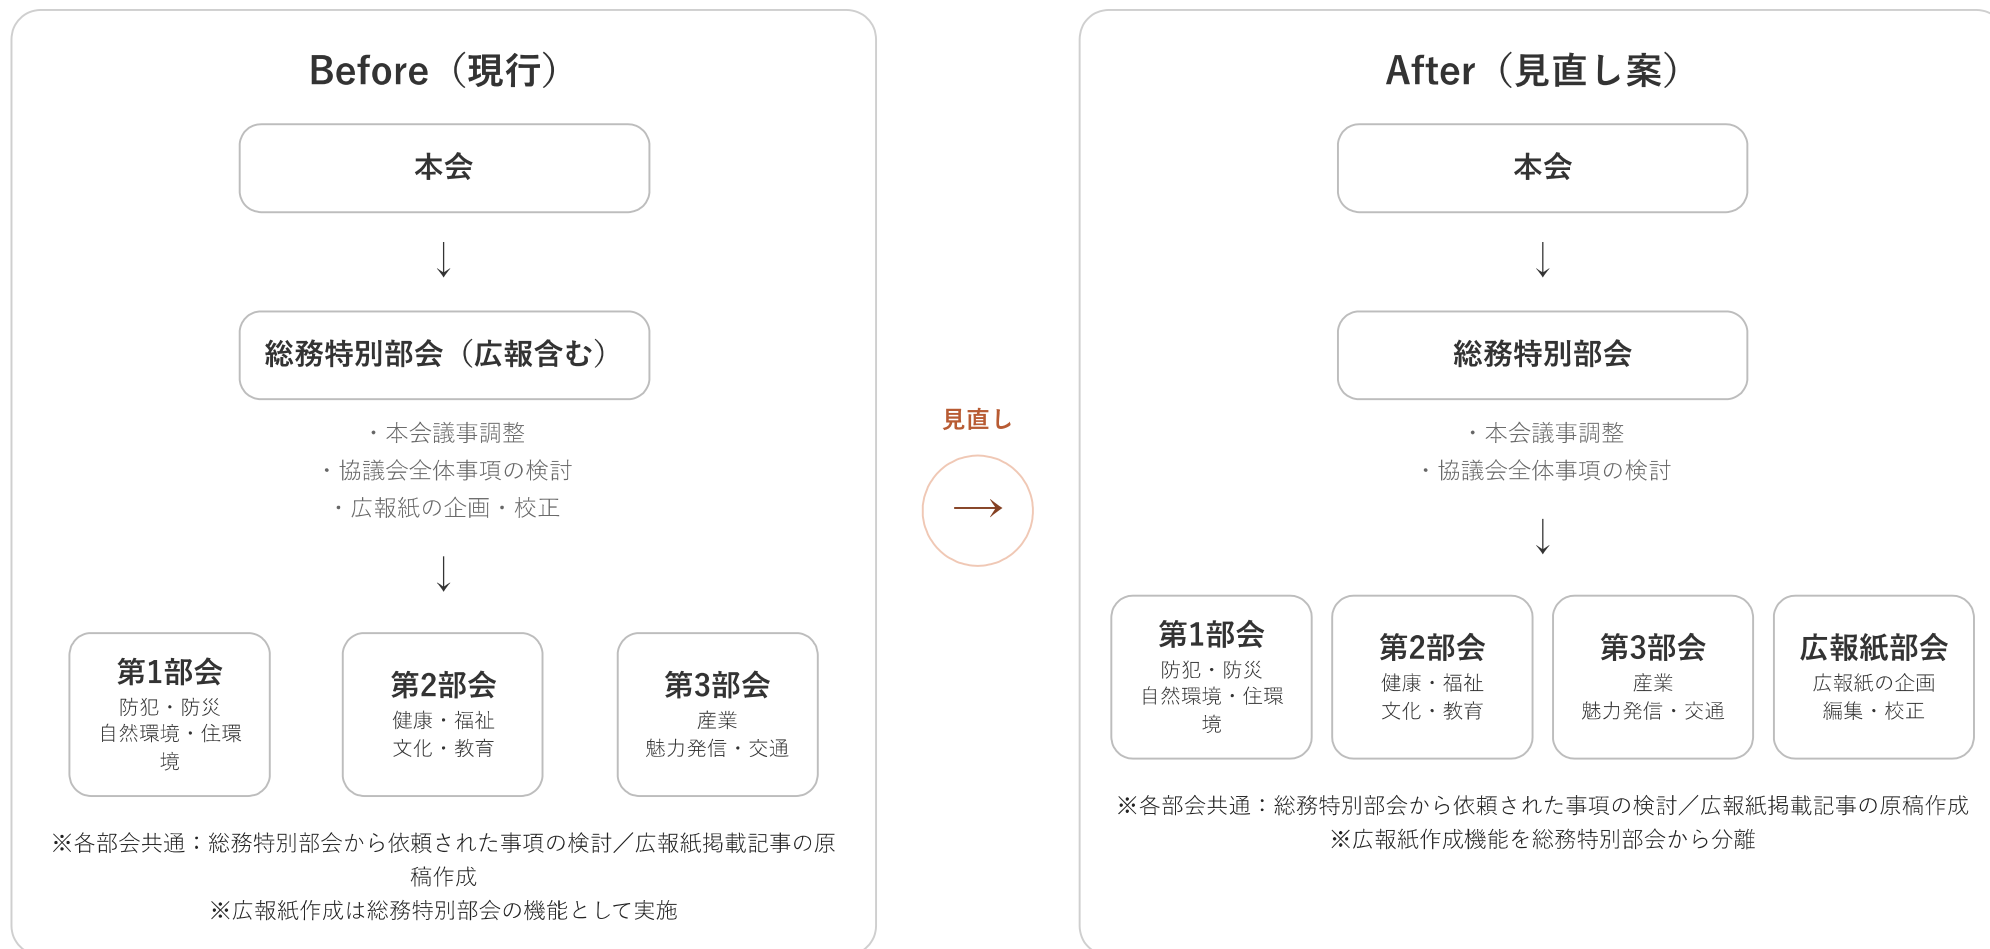 Before（現行）
本会
↓
総務特別部会（広報含む）
・本会議事調整
・協議会全体事項の検討
・広報紙の企画・校正
↓
第1部会
防犯・防災
自然環境・住環
境
第2部会
健康・福祉
文化・教育
第3部会
産業
魅力発信・交通
※各部会共通：総務特別部会から依頼された事項の検討／広報紙掲載記事の原
稿作成
※広報紙作成は総務特別部会の機能として実施
見直し
→
After（見直し案）
本会
↓
総務特別部会
・本会議事調整
・協議会全体事項の検討
↓
第1部会
防犯・防災
自然環境・住環
境
第2部会
健康・福祉
文化・教育
第3部会
産業
魅力発信・交通
広報紙部会
広報紙の企画
編集・校正
※各部会共通：総務特別部会から依頼された事項の検討／広報紙掲載記事の原稿作成
※広報紙作成機能を総務特別部会から分離